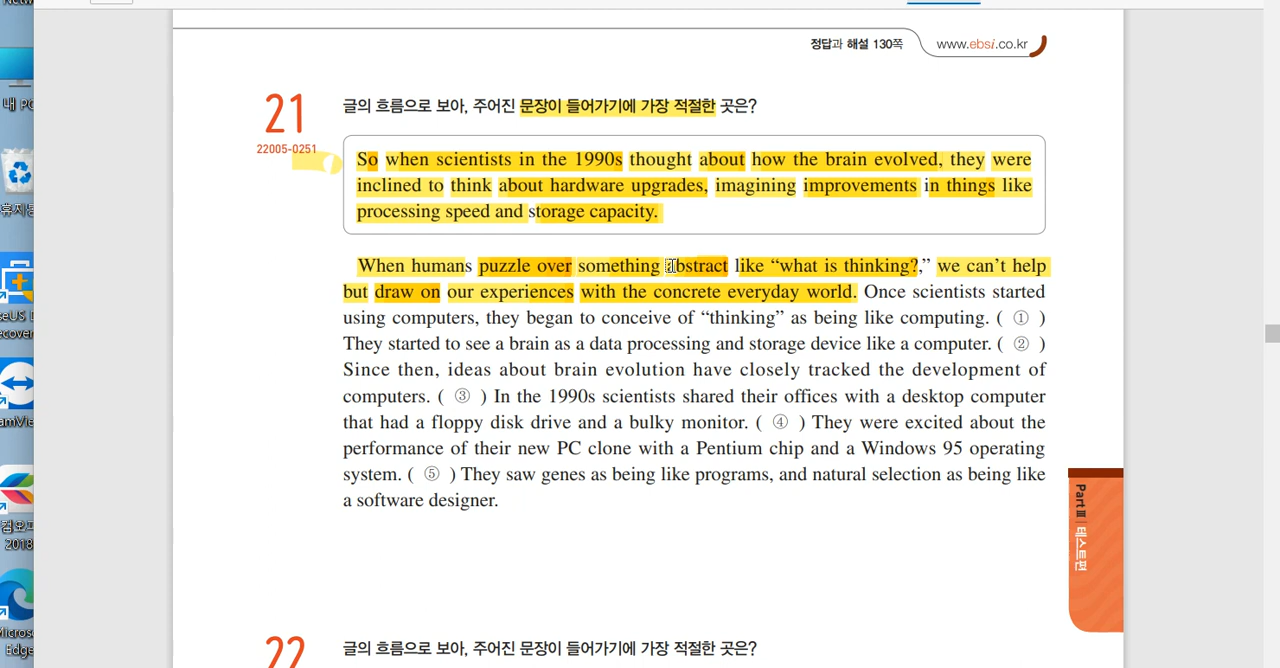 정답과 해설 130쪽 www.ebsi.co.kr
21
22005-0251
글의 흐름으로 보아, 주어진 문장이 들어가기에 가장 적절한 곳은?
So when scientists in the 1990s thought about how the brain evolved, they were
inclined to think about hardware upgrades, imagining improvements in things like
processing speed and storage capacity.
When humans puzzle over something abstract like “what is thinking?,” we can’t help
but draw on our experiences with the concrete everyday world. Once scientists started
using computers, they began to conceive of “thinking” as being like computing. ( ① )
They started to see a brain as a data processing and storage device like a computer. ( ② )
Since then, ideas about brain evolution have closely tracked the development of
computers. ( ③ ) In the 1990s scientists shared their offices with a desktop computer
that had a floppy disk drive and a bulky monitor. ( ④ ) They were excited about the
performance of their new PC clone with a Pentium chip and a Windows 95 operating
system. ( ⑤ ) They saw genes as being like programs, and natural selection as being like
a software designer.
Part Ⅲ | 테스트편
22
글의 흐름으로 보아, 주어진 문장이 들어가기에 가장 적절한 곳은?
내 PC
2018
Edge